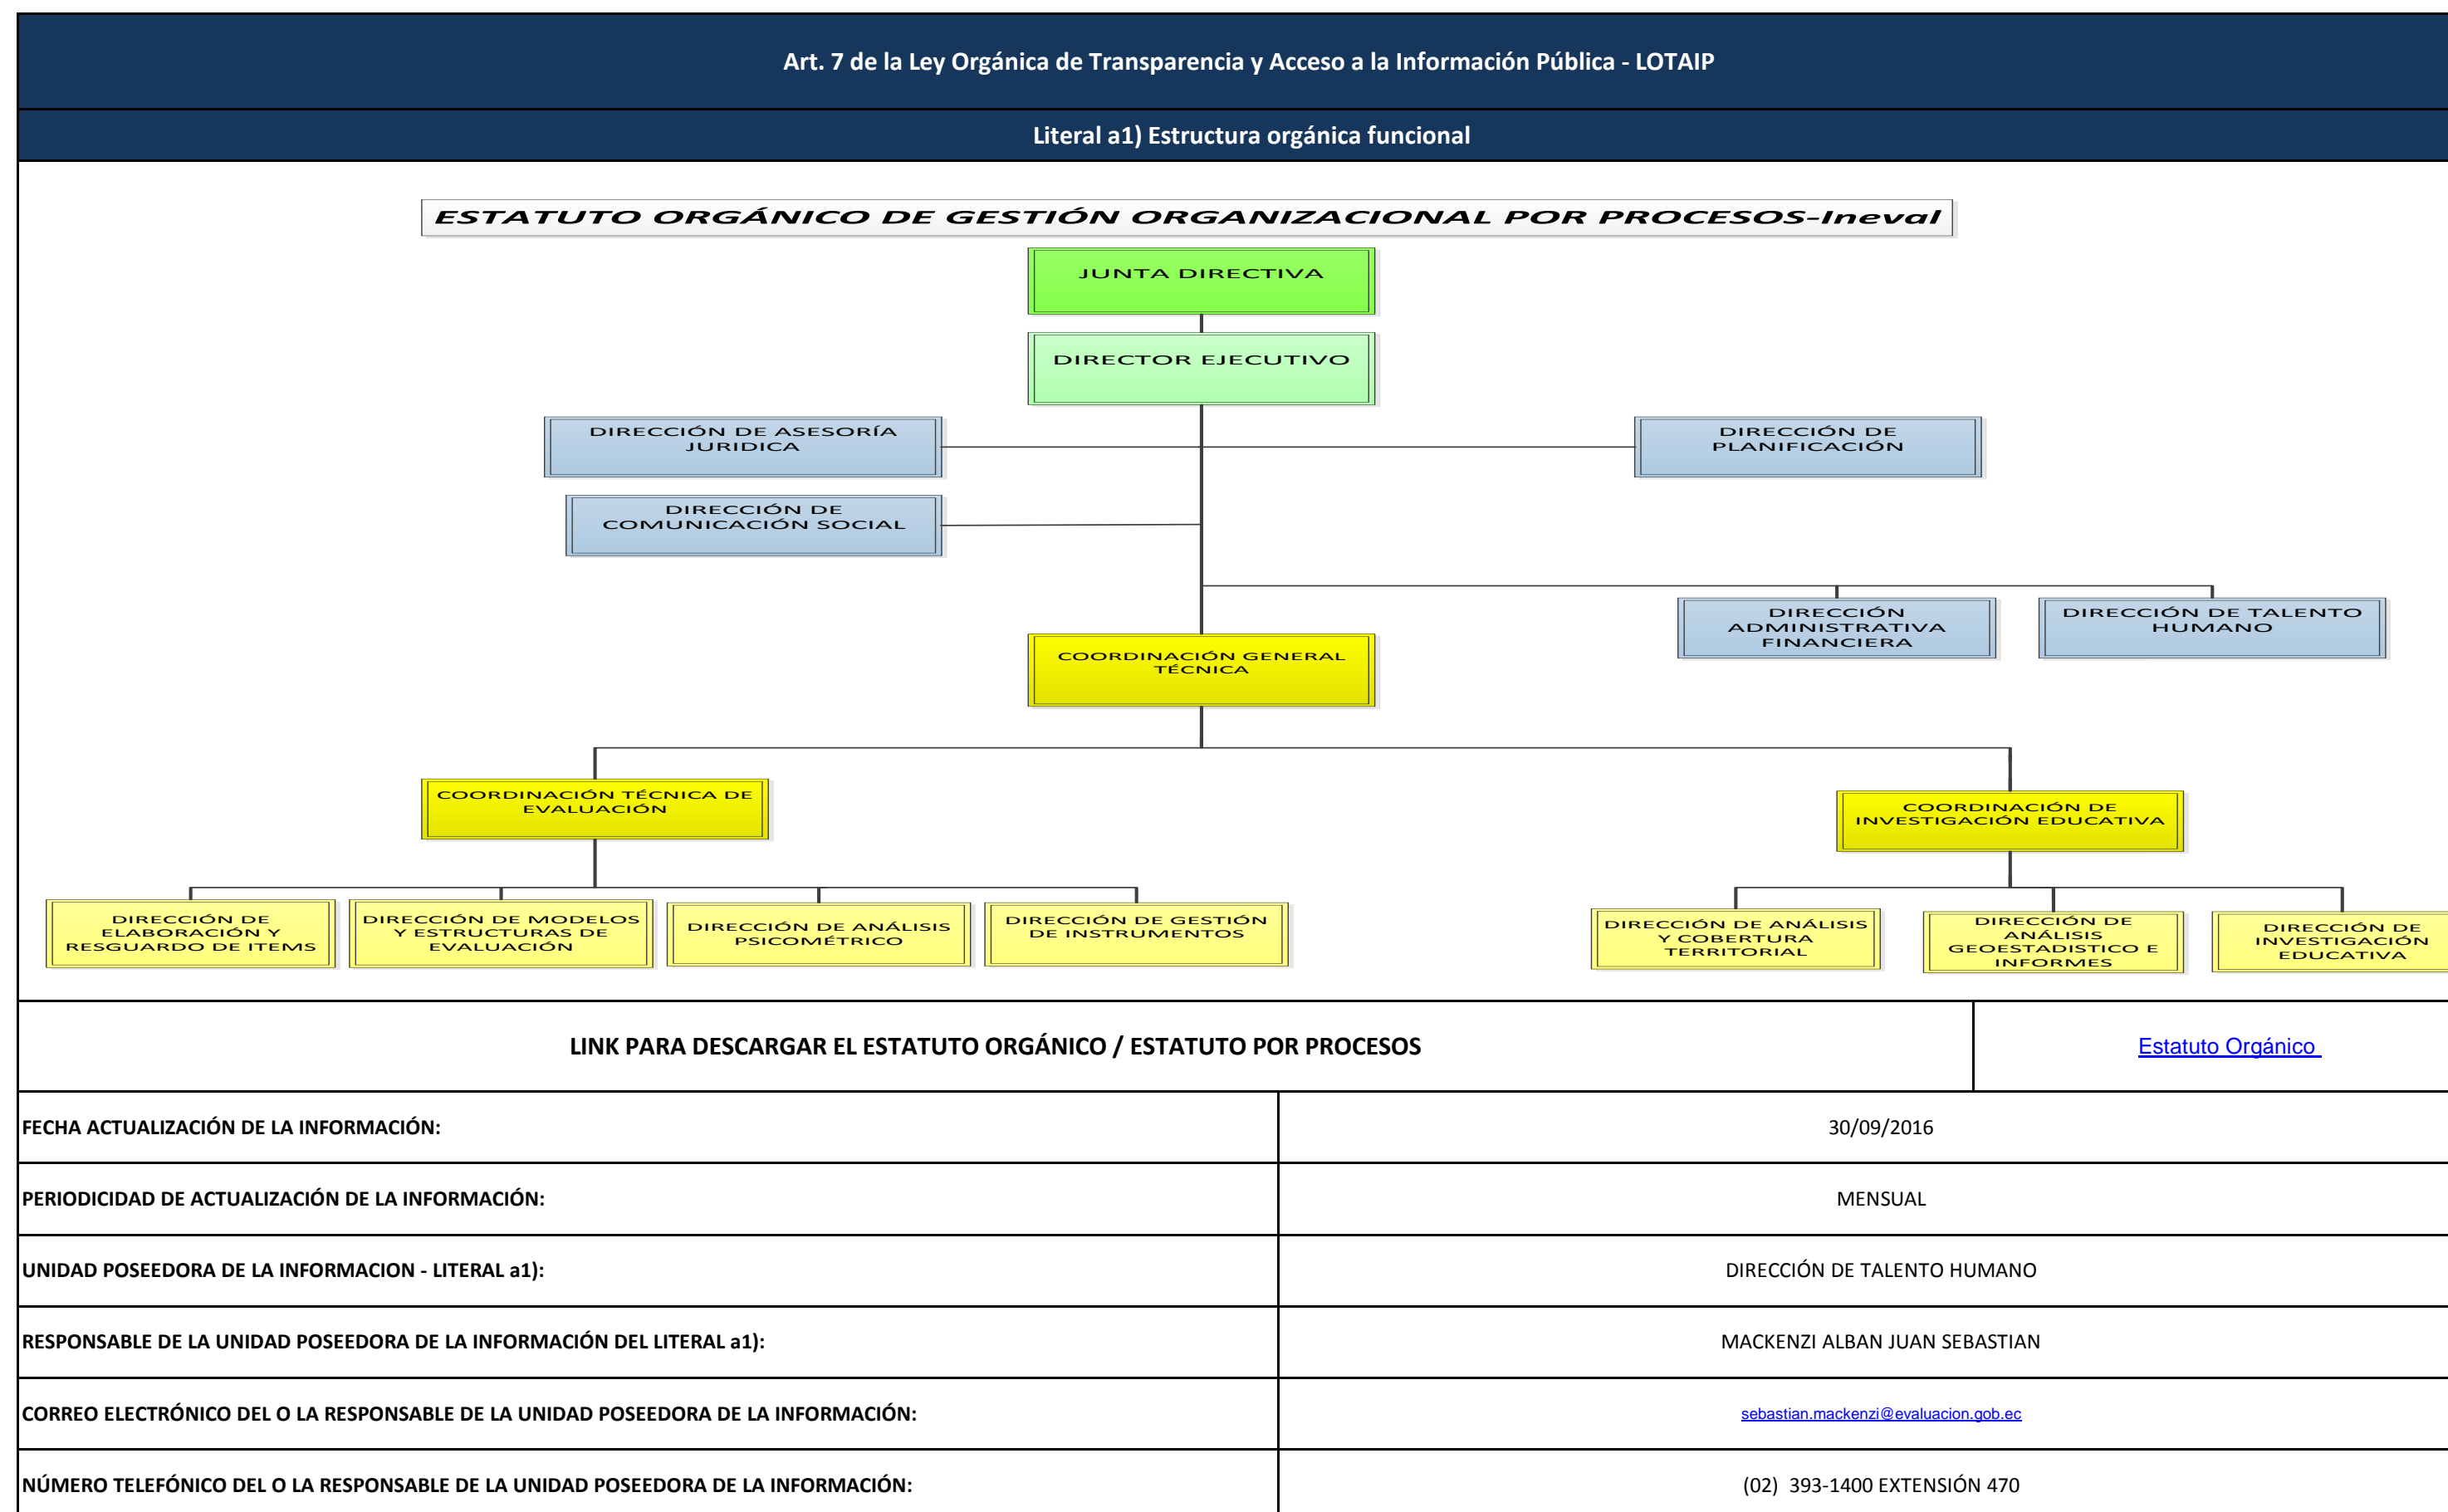 Art. 7 de la Ley Orgánica de Transparencia y Acceso a la Información Pública - LOTAIP
Literal a1) Estructura orgánica funcional
ESTATUTO ORGÁNICO DE GESTIÓN ORGANIZACIONAL POR PROCESOS-Ineval
JUNTA DIRECTIVA
DIRECTOR EJECUTIVO
DIRECCIÓN DE ASESORÍA
JURIDICA
DIRECCIÓN DE
PLANIFICACIÓN
DIRECCIÓN DE
COMUNICACIÓN SOCIAL
DIRECCIÓN
ADMINISTRATIVA
FINANCIERA
DIRECCIÓN DE TALENTO
HUMANO
COORDINACIÓN GENERAL
TÉCNICA
COORDINACIÓN TÉCNICA DE
EVALUACIÓN
COORDINACIÓN DE
INVESTIGACIÓN EDUCATIVA
DIRECCIÓN DE
ELABORACIÓN Y
RESGUARDO DE ITEMS
DIRECCIÓN DE MODELOS
Y ESTRUCTURAS DE
EVALUACIÓN
DIRECCIÓN DE ANÁLISIS
PSICOMÉTRICO
DIRECCIÓN DE GESTIÓN
DE INSTRUMENTOS
DIRECCIÓN DE ANÁLISIS
Y COBERTURA
TERRITORIAL
DIRECCIÓN DE
ANÁLISIS
GEOESTADISTICO E
INFORMES
DIRECCIÓN DE
INVESTIGACIÓN
EDUCATIVA
LINK PARA DESCARGAR EL ESTATUTO ORGÁNICO / ESTATUTO POR PROCESOS
Estatuto Orgánico
FECHA ACTUALIZACIÓN DE LA INFORMACIÓN:
30/09/2016
PERIODICIDAD DE ACTUALIZACIÓN DE LA INFORMACIÓN:
MENSUAL
UNIDAD POSEEDORA DE LA INFORMACION - LITERAL a1):
DIRECCIÓN DE TALENTO HUMANO
RESPONSABLE DE LA UNIDAD POSEEDORA DE LA INFORMACIÓN DEL LITERAL a1):
MACKENZI ALBAN JUAN SEBASTIAN
CORREO ELECTRÓNICO DEL O LA RESPONSABLE DE LA UNIDAD POSEEDORA DE LA INFORMACIÓN:
sebastian.mackenzi@evaluacion.gob.ec
NÚMERO TELEFÓNICO DEL O LA RESPONSABLE DE LA UNIDAD POSEEDORA DE LA INFORMACIÓN:
(02) 393-1400 EXTENSIÓN 470